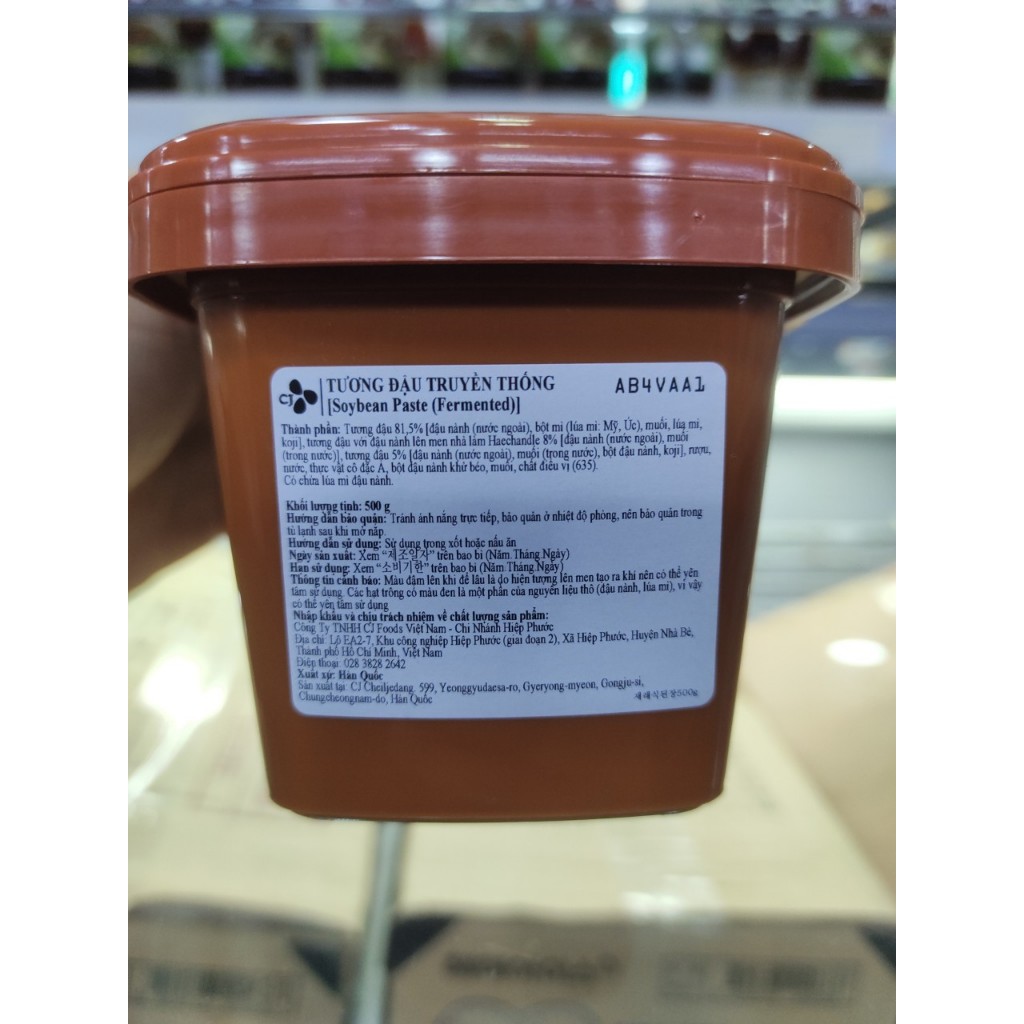 CJ
TƯƠNG ĐẬU TRUYỀN THỐNG
AB4VAA1
[Soybean Paste (Fermented)]
Thành phần: Tương đậu 81,5% [đậu nành (nước ngoài), bột mì (lúa mì: Mỹ, Úc), muối, lúa mì,
koji], tương đậu với đậu nành lên men nhà làm Haechandle 8% [đậu nành (nước ngoài), muối
(trong nước)], tương đậu 5% [đậu nành (nước ngoài), muối (trong nước), bột đậu nành, koji], rượu,
nước, thực vật cô đặc A, bột đậu nành khử béo, muối, chất điều vị (635).
Có chứa lúa mì đậu nành.
Khối lượng tịnh: 500 g
Hướng dẫn bảo quản: Tránh ánh nắng trực tiếp, bảo quản ở nhiệt độ phòng, nên bảo quản trong
tủ lạnh sau khi mở nắp.
Hướng dẫn sử dụng: Sử dụng trong xốt hoặc nấu ăn
Ngày sản xuất: Xem “제조일자” trên bao bì (Năm.Tháng.Ngày)
Hạn sử dụng: Xem “소비기한” trên bao bì (Năm.Tháng.Ngày)
Thông tin cảnh báo: Màu đậm lên khi để lâu là do hiện tượng lên men tạo ra khí nên có thể yên
tâm sử dụng. Các hạt trông có màu đen là một phần của nguyên liệu thô (đậu nành, lúa mì), vì vậy
có thể yên tâm sử dụng
Nhập khẩu và chịu trách nhiệm về chất lượng sản phẩm:
Công Ty TNHH CJ Foods Việt Nam - Chi Nhánh Hiệp Phước
Địa chỉ: Lô EA2-7, Khu công nghiệp Hiệp Phước (giai đoạn 2), Xã Hiệp Phước, Huyện Nhà Bè,
Thành phố Hồ Chí Minh, Việt Nam
Điện thoại: 028 3828 2642
Xuất xứ: Hàn Quốc
Sản xuất tại: CJ Cheiljedang. 599, Yeonggyudaesa-ro, Gyeryong-myeon, Gongju-si,
Chungcheongnam-do, Hàn Quốc
재래식된장500g